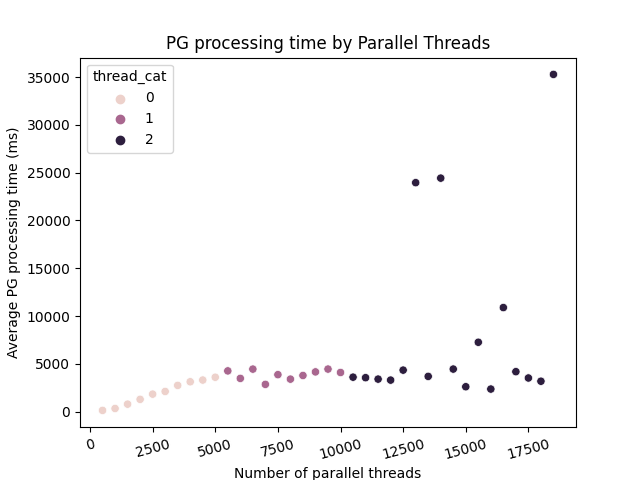 PG processing time by Parallel Threads
thread_cat
0
1
2
Average PG processing time (ms)
35000
30000
25000
20000
15000
10000
5000
0
0 2500 5000 7500 10000 12500 15000 17500
Number of parallel threads